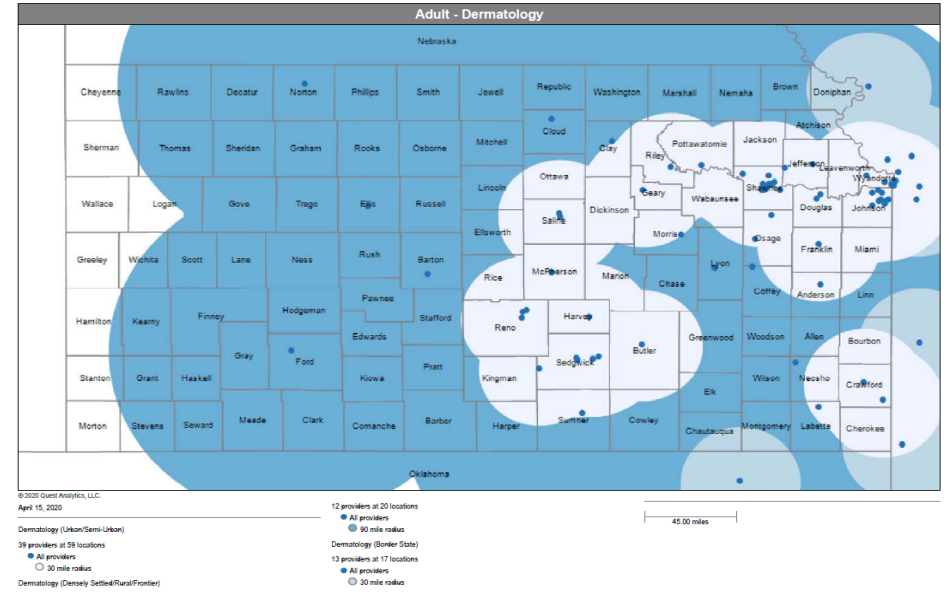 Adult - Dermatology
Nebraska
Cheyenne Rawlins Decatur Norton Phillips Smith Jewell Republic Washington Marshall Nemaha Brown Doniphan
Cloud Atchison
Sherman Thomas Sheridan Graham Rooks Osborne Mitchell Clay Riley Pottawatomie Jackson
Jefferson Leavenworth
Ottawa Wyandotte
Lincoln Geary Shawnee
Wallace Logan Gove Trego Ellis Russell Dickinson Wabaunsee Douglas Johnson
Saline
Ellsworth Morris Osage
Greeley Wichita Scott Lane Ness Rush Barton Franklin Miami
Lyon
Rice McPherson Marion Chase
Coffey Anderson Linn
Pawnee
Hodgeman
Hamilton Kearny Finney Stafford Reno Harvey
Edwards Greenwood Woodson Allen Bourbon
Gray Ford Butler
Sedgwick
Pratt
Stanton Grant Haskell Kiowa Kingman Wilson Neosho Crawford
Elk
Morton Stevens Seward Meade Clark Comanche Barber Harper Sumner Cowley Chautauqua Montgomery Labette Cherokee
Oklahoma
© 2020 Quest Analytics, LLC.
April 15, 2020
Dermatology (Urban/Semi-Urban)
39 providers at 59 locations
All providers
30 mile radius
Dermatology (Densely Settled/Rural/Frontier)
12 providers at 20 locations
All providers
90 mile radius
Dermatology (Border State)
13 providers at 17 locations
All providers
30 mile radius
45.00 miles